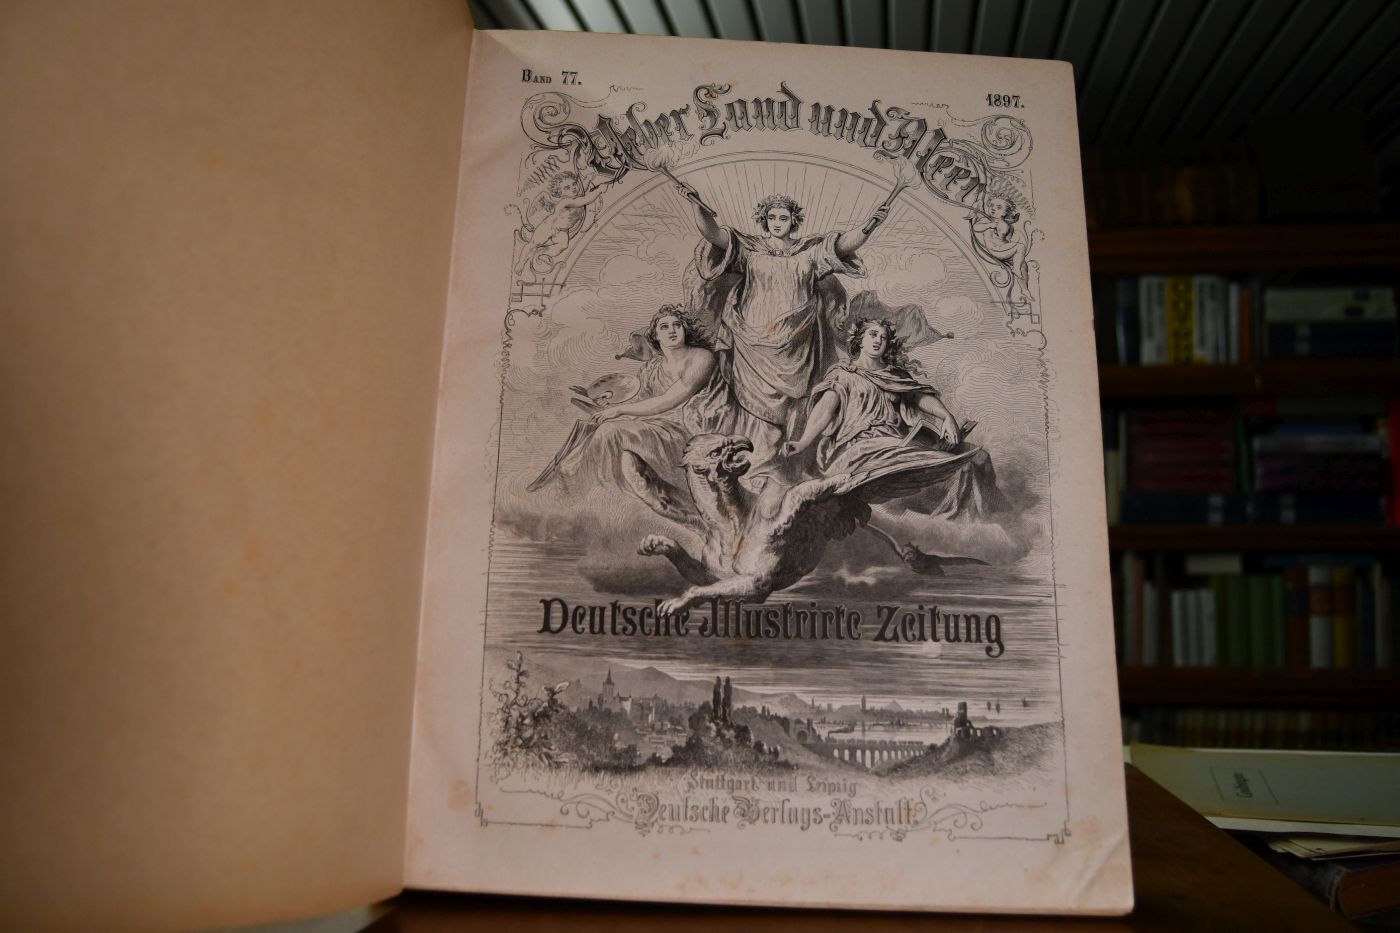 Band 77.
1897.
Ueber Land und Meer
Deutsche Illustrirte Zeitung
Stuttgart und Leipzig
Deutsche Verlags-Anstalt.